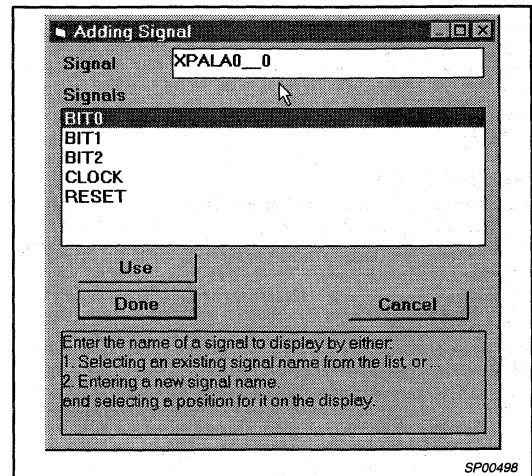 Adding Signal
Signal XPALA0__0
Signals
BIT0
BIT1
BIT2
CLOCK
RESET
Use
Done Cancel
Enter the name of a signal to display by either:
1. Selecting an existing signal name from the list, or...
2. Entering a new signal name.
and selecting a position for it on the display.
SP00498